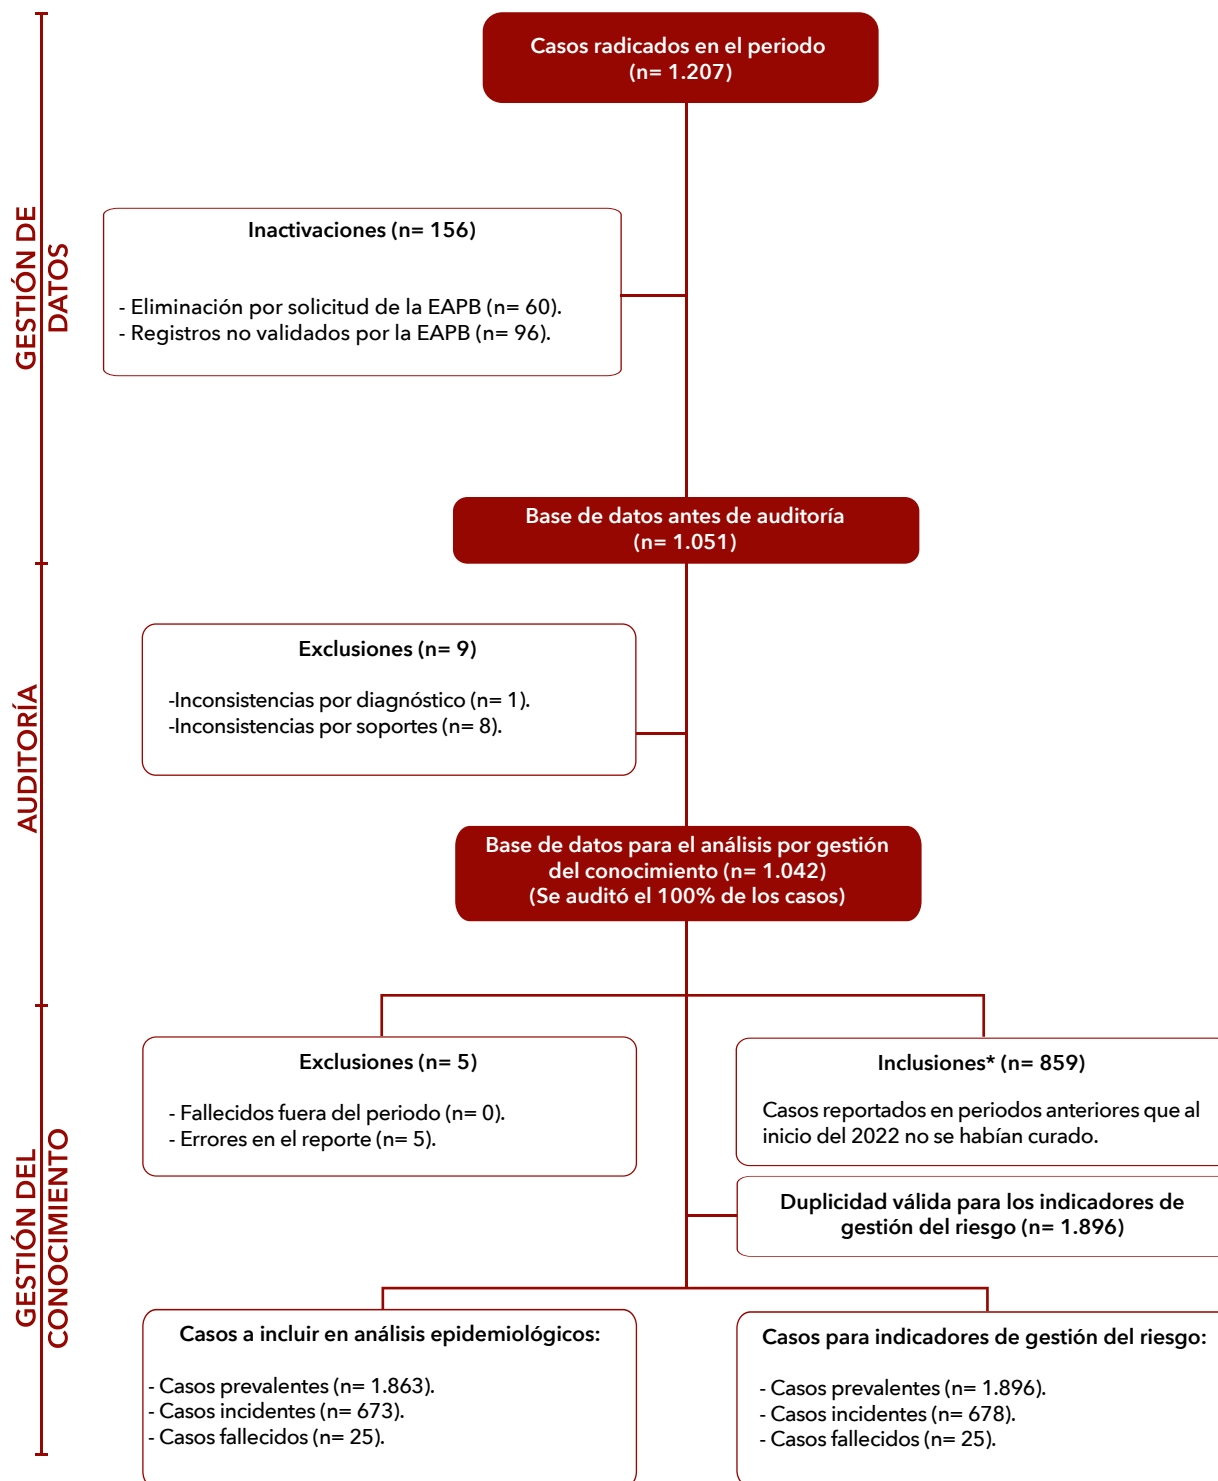 Casos radicados en el periodo
(n= 1.207)
GESTIÓN DE
DATOS
Inactivaciones (n= 156)
- Eliminación por solicitud de la EAPB (n= 60).
- Registros no validados por la EAPB (n= 96).
Base de datos antes de auditoría
(n= 1.051)
AUDITORÍA
Exclusiones (n= 9)
-Inconsistencias por diagnóstico (n= 1).
-Inconsistencias por soportes (n= 8).
Base de datos para el análisis por gestión
del conocimiento (n= 1.042)
(Se auditó el 100% de los casos)
GESTIÓN DEL
CONOCIMIENTO
Exclusiones (n= 5)
- Fallecidos fuera del periodo (n= 0).
- Errores en el reporte (n= 5).
Inclusiones* (n= 859)
Casos reportados en periodos anteriores que al
inicio del 2022 no se habían curado.
Duplicidad válida para los indicadores de
gestión del riesgo (n= 1.896)
Casos a incluir en análisis epidemiológicos:
- Casos prevalentes (n= 1.863).
- Casos incidentes (n= 673).
- Casos fallecidos (n= 25).
Casos para indicadores de gestión del riesgo:
- Casos prevalentes (n= 1.896).
- Casos incidentes (n= 678).
- Casos fallecidos (n= 25).